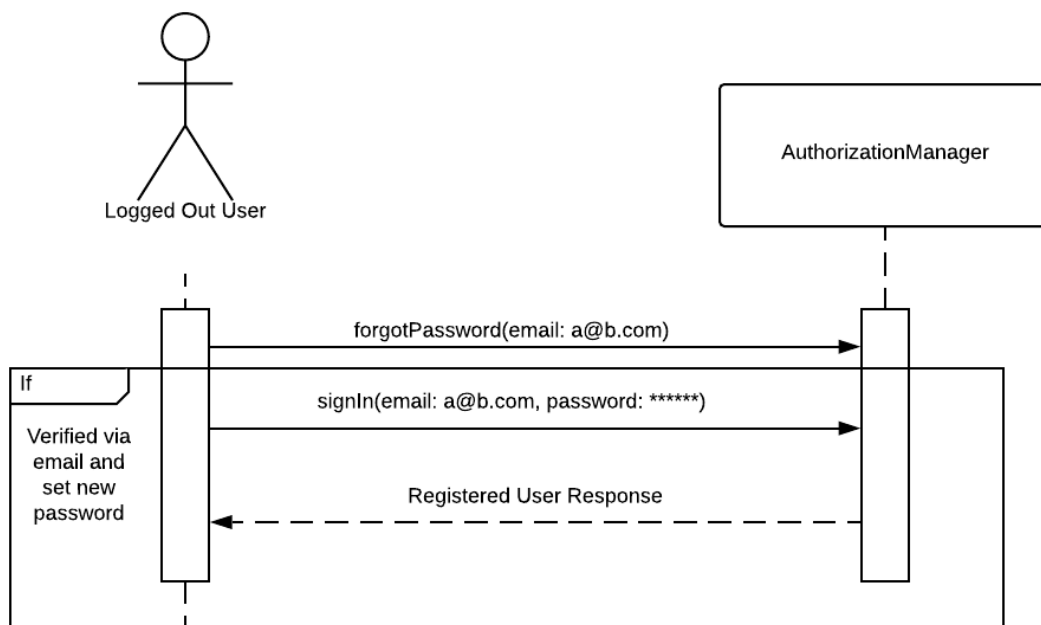 AuthorizationManager
Logged Out User
forgotPassword(email: a@b.com)
If
signIn(email: a@b.com, password: ******)
Verified via
email and
set new
password
Registered User Response